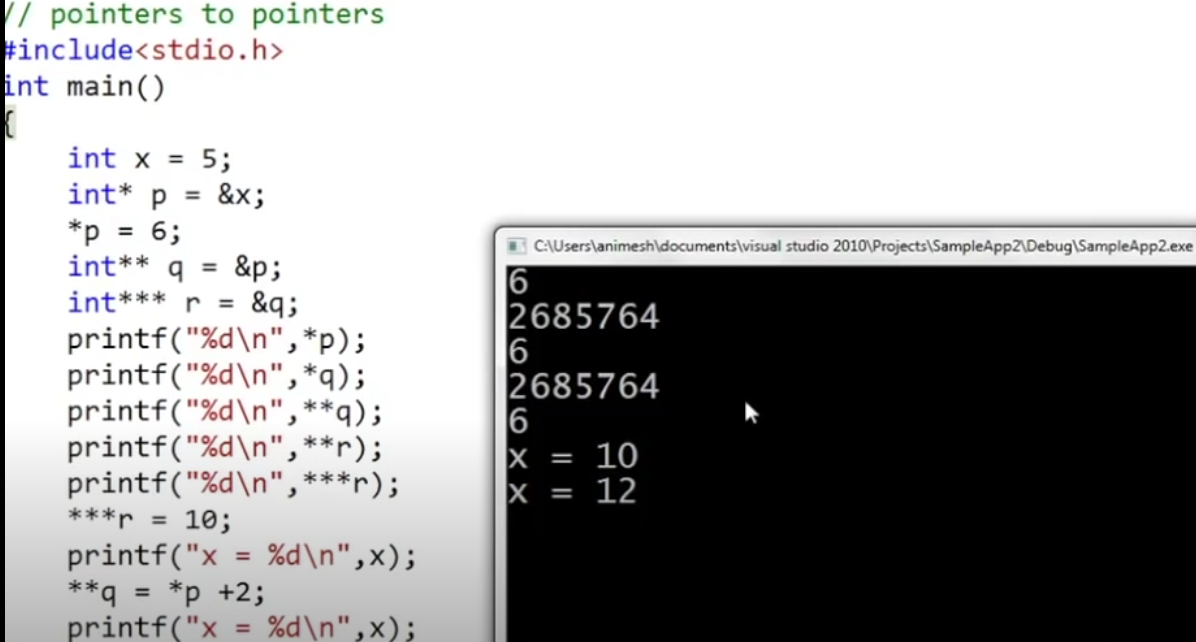 // pointers to pointers
#include<stdio.h>
int main()
{
int x = 5;
int* p = &x;
*p = 6;
int** q = &p;
int*** r = &q;
printf("%d\n",*p);
printf("%d\n",*q);
printf("%d\n",**q);
printf("%d\n",**r);
printf("%d\n",***r);
***r = 10;
printf("x = %d\n",x);
**q = *p +2;
printf("x = %d\n",x);
C:\Users\animesh\documents\visual studio 2010\Projects\SampleApp2\Debug\SampleApp2.exe
6
2685764
6
2685764
6
x = 10
x = 12